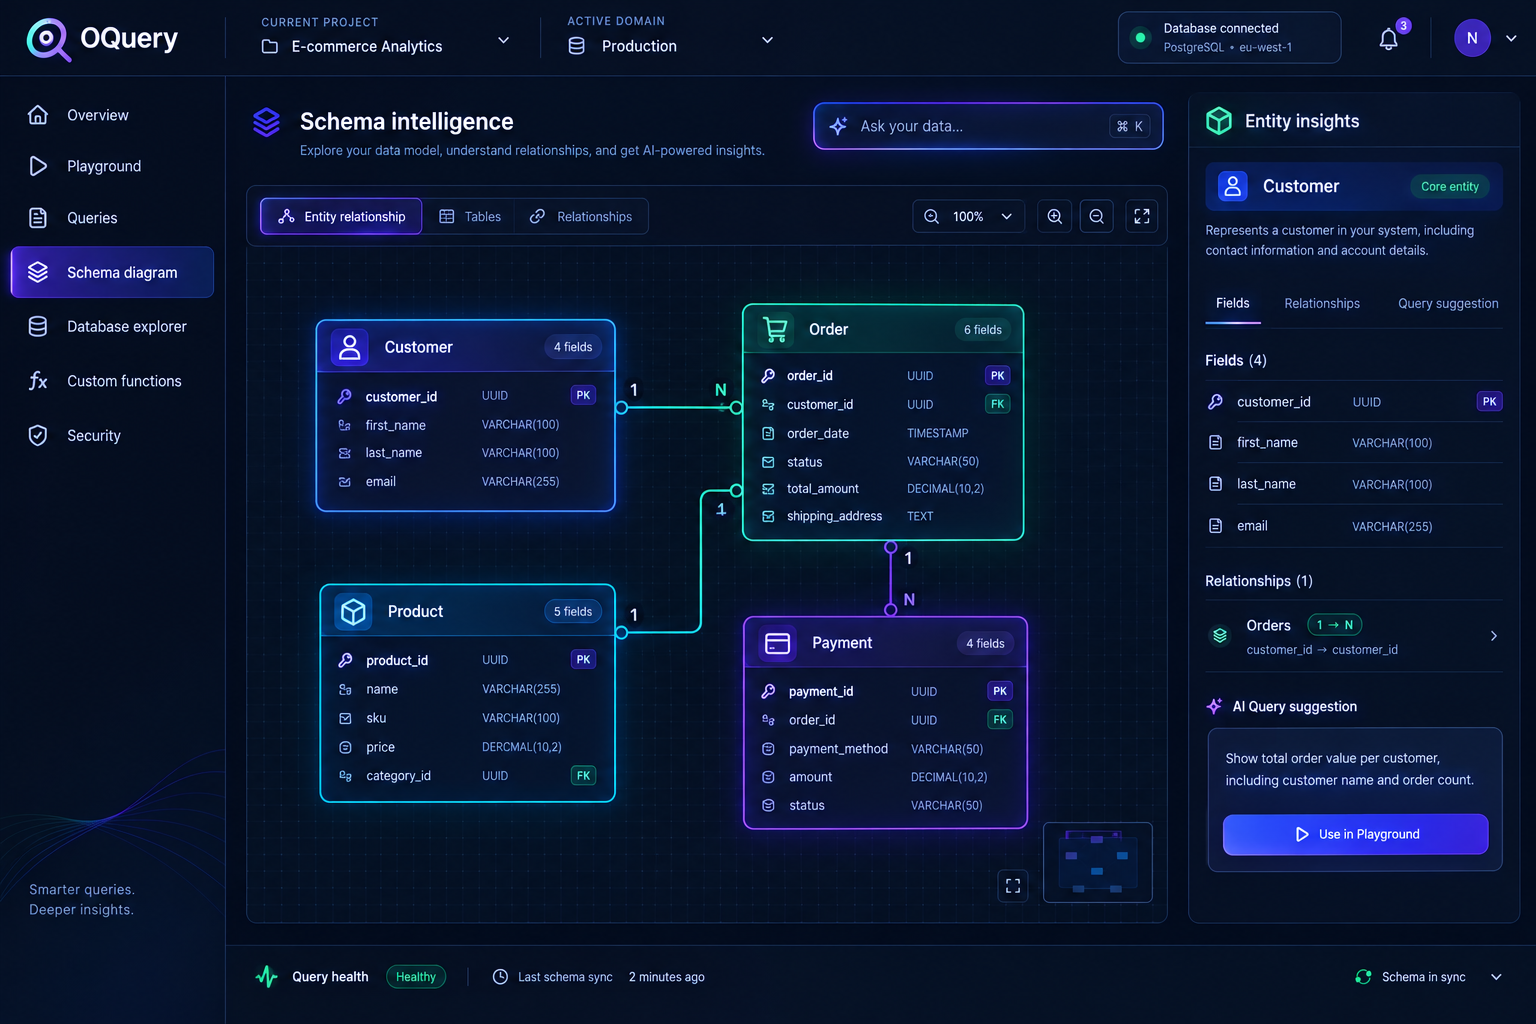 OQuery
CURRENT PROJECT
E-commerce Analytics
ACTIVE DOMAIN
Production
Database connected
PostgreSQL • eu-west-1
3
N
Overview
Playground
Queries
Schema diagram
Database explorer
fx Custom functions
Security
Smarter queries.
Deeper insights.
Schema intelligence
Explore your data model, understand relationships, and get AI-powered insights.
Ask your data...
⌘ K
Entity relationship
Tables
Relationships
100%
Customer
4 fields
customer_id UUID PK
first_name VARCHAR(100)
last_name VARCHAR(100)
email VARCHAR(255)
1
N
Order
6 fields
order_id UUID PK
customer_id UUID FK
order_date TIMESTAMP
status VARCHAR(50)
total_amount DECIMAL(10,2)
shipping_address TEXT
1
1
Product
5 fields
product_id UUID PK
name VARCHAR(255)
sku VARCHAR(100)
price DERCMAL(10,2)
category_id UUID FK
1
N
Payment
4 fields
payment_id UUID PK
order_id UUID FK
payment_method VARCHAR(50)
amount DECIMAL(10,2)
status VARCHAR(50)
Entity insights
Customer
Core entity
Represents a customer in your system, including
contact information and account details.
Fields
Relationships
Query suggestion
Fields (4)
customer_id UUID PK
first_name VARCHAR(100)
last_name VARCHAR(100)
email VARCHAR(255)
Relationships (1)
Orders 1 → N
customer_id → customer_id
AI Query suggestion
Show total order value per customer,
including customer name and order count.
Use in Playground
Query health
Healthy
Last schema sync 2 minutes ago
Schema in sync